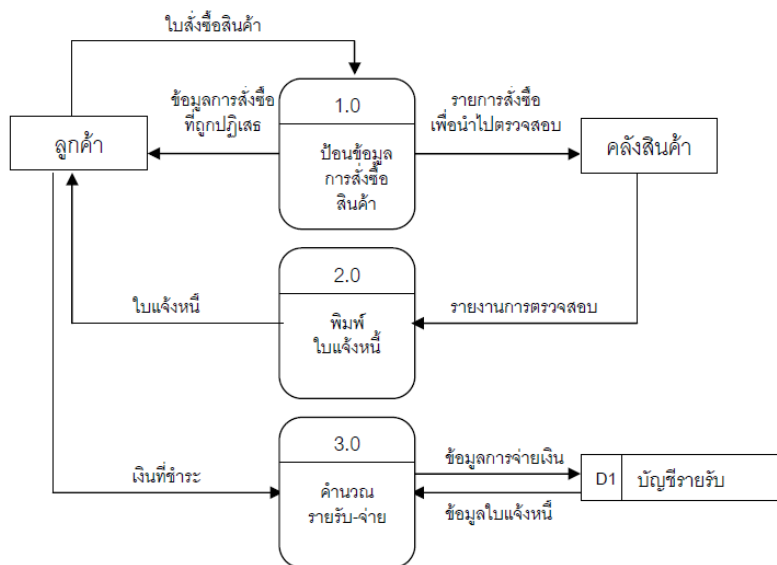 ใบสั่งซื้อสินค้า
ข้อมูลการสั่งซื้อ
ที่ถูกปฏิเสธ
1.0
รายการสั่งซื้อ
เพื่อนำไปตรวจสอบ
ลูกค้า
ป้อนข้อมูล
การสั่งซื้อ
สินค้า
คลังสินค้า
2.0
ใบแจ้งหนี้
พิมพ์
ใบแจ้งหนี้
รายงานการตรวจสอบ
3.0
เงินที่ชำระ
คำนวณ
รายรับ-จ่าย
ข้อมูลการจ่ายเงิน
D1 บัญชีรายรับ
ข้อมูลใบแจ้งหนี้